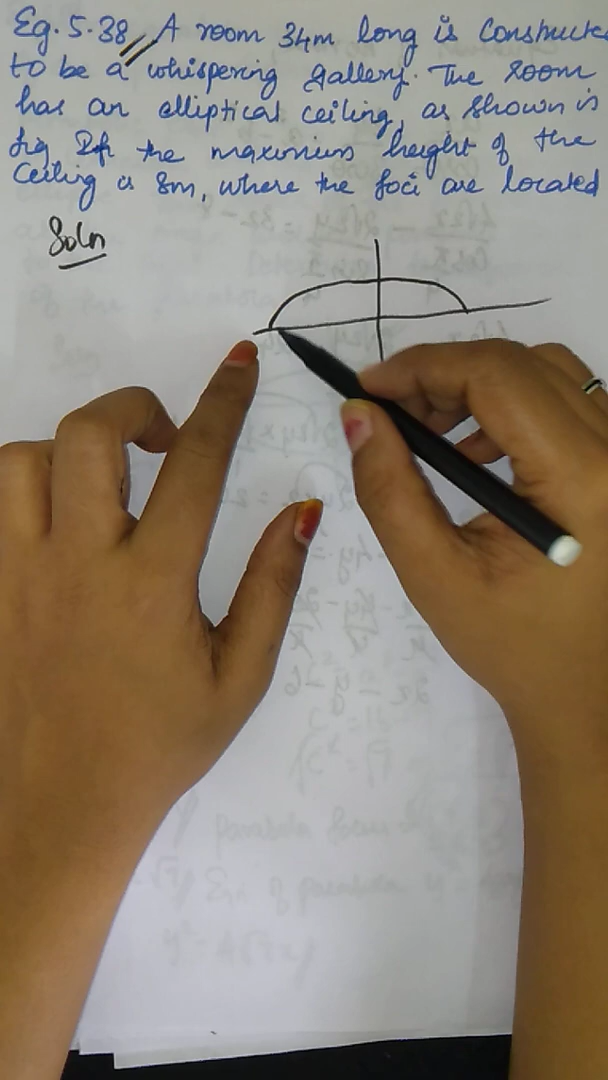 Eg. 5.38 A room 34m long is Constructe
to be a whispering gallery. The room
has an elliptical ceiling, as shown in
fig If the maximum height of the
Ceiling is 8m, where the foci are located
Soln